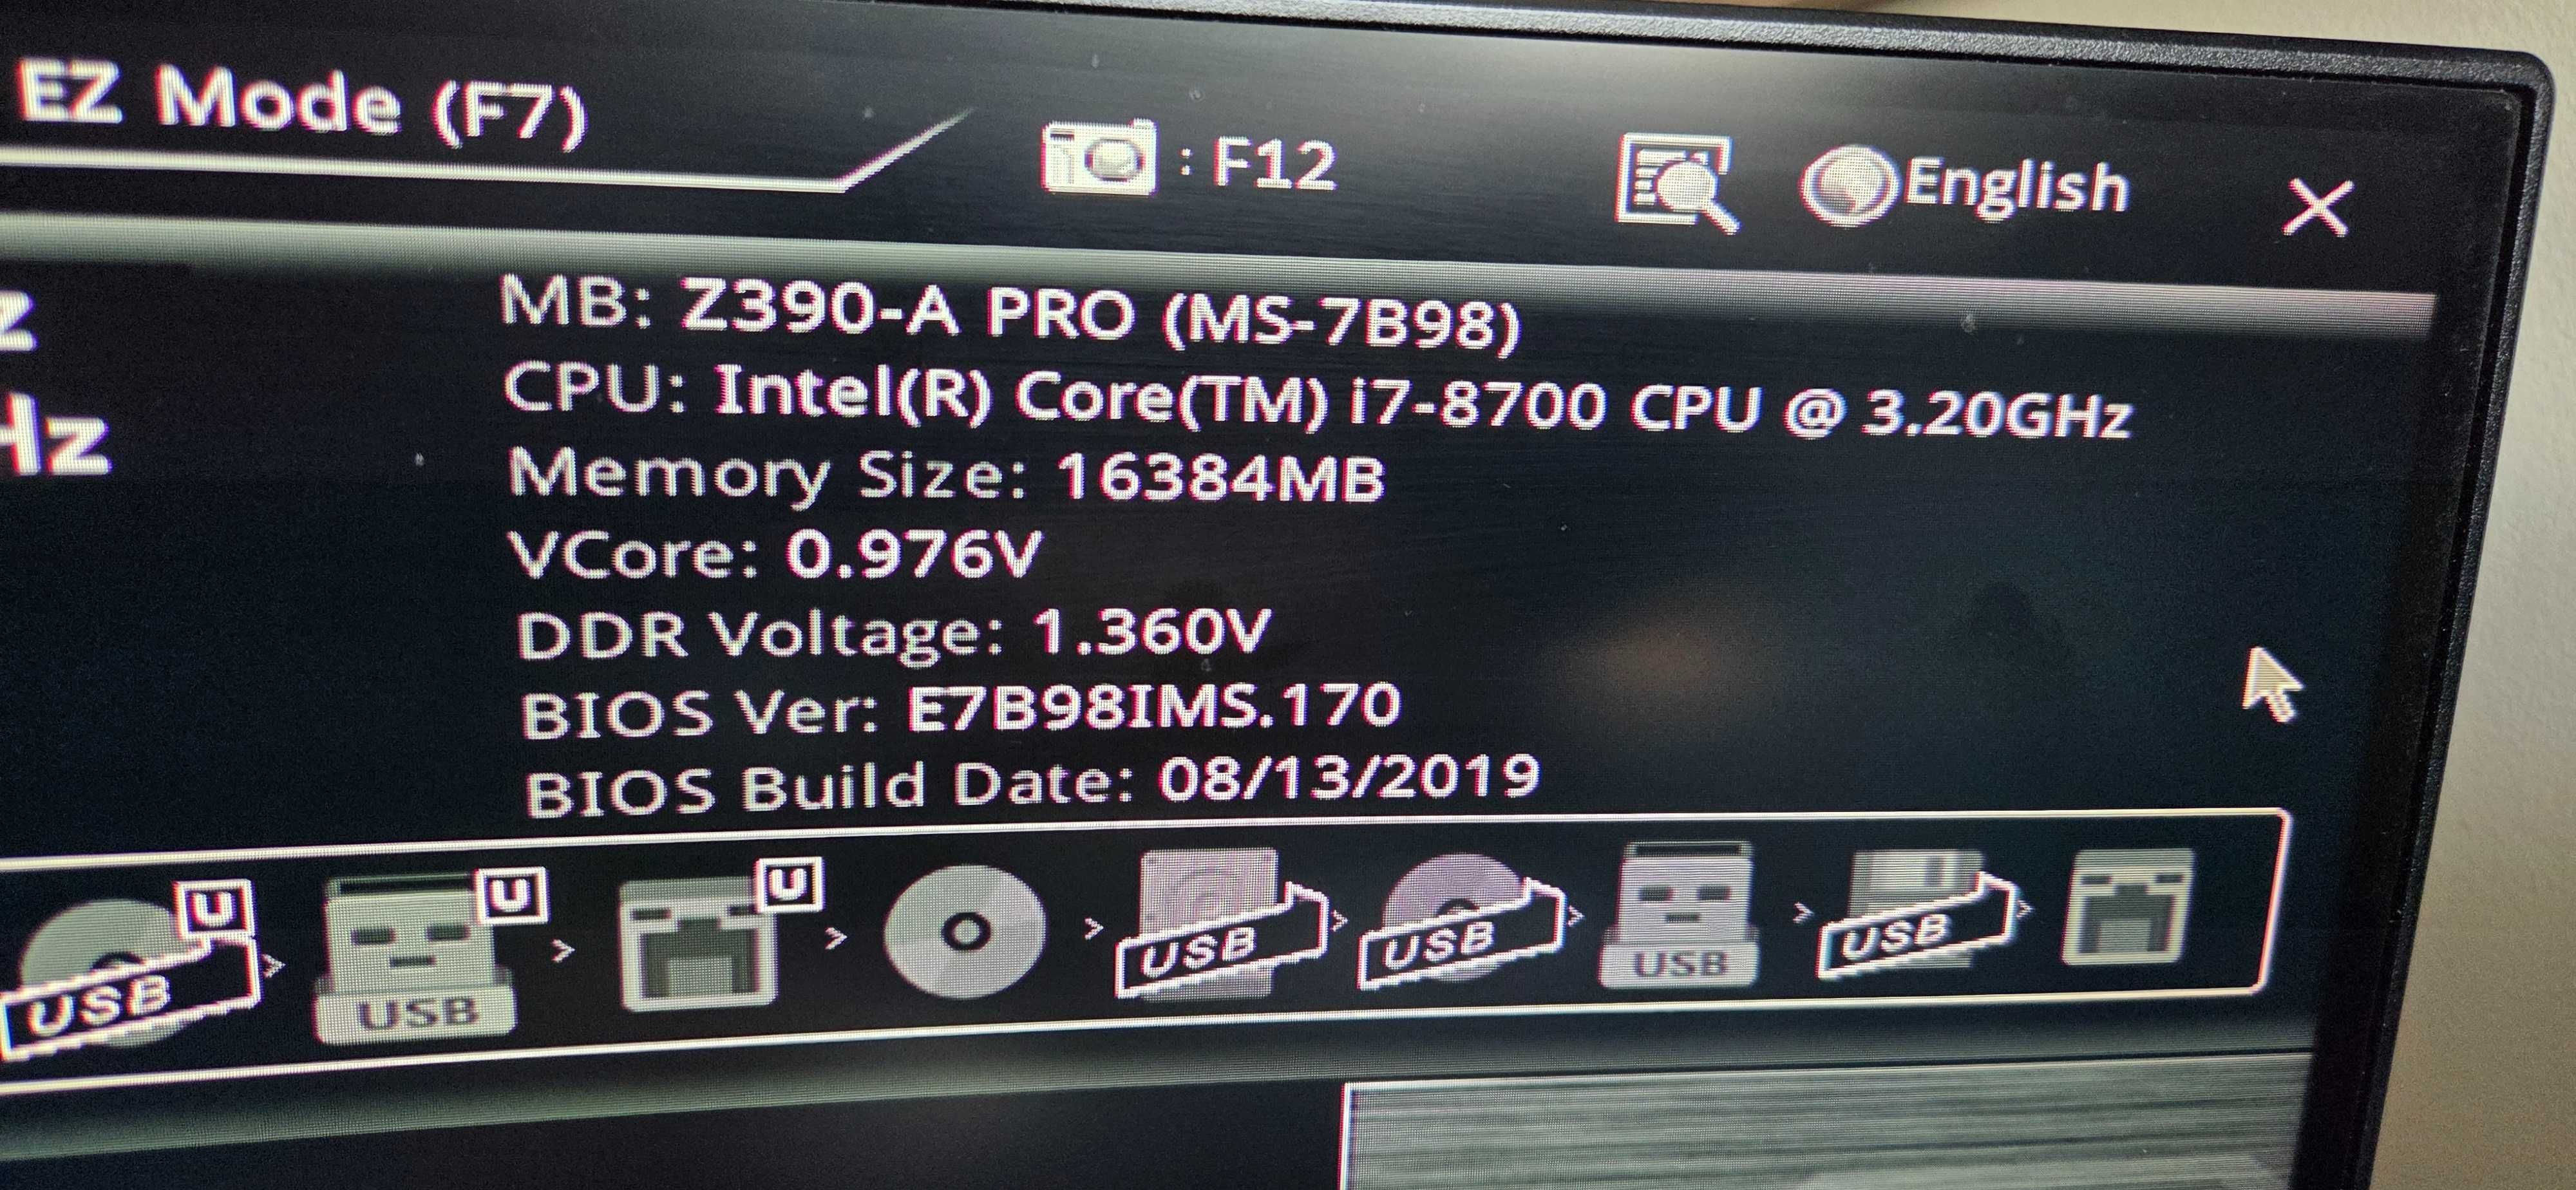 EZ Mode (F7)
: F12
English
X
z
Hz
MB: Z390-A PRO (MS-7B98)
CPU: Intel(R) Core(TM) i7-8700 CPU @ 3.20GHz
Memory Size: 16384MB
VCore: 0.976V
DDR Voltage: 1.360V
BIOS Ver: E7B98IMS.170
BIOS Build Date: 08/13/2019
U U U
USB > USB > > > USB > USB > USB > USB >